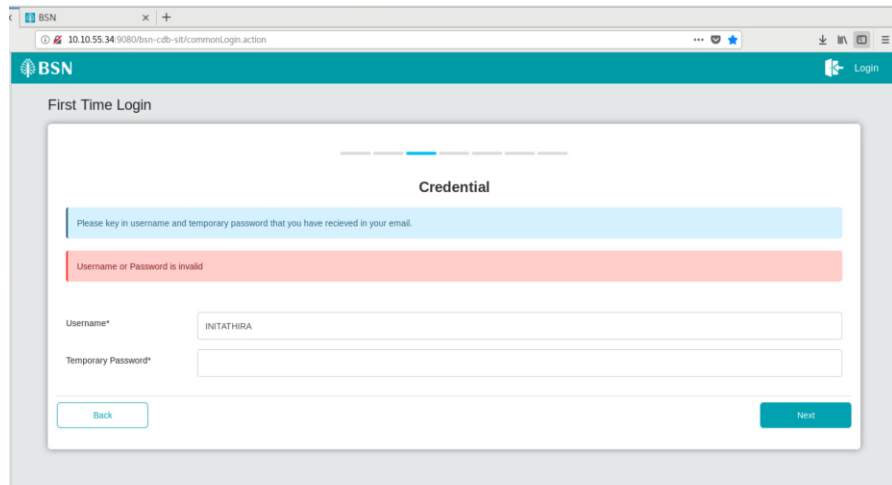 BSN
10.10.55.34:9080/bsn-cdb-sit/commonLogin.action
BSN
Login
First Time Login
Credential
Please key in username and temporary password that you have recieved in your email.
Username or Password is invalid
Username*
INITATHIRA
Temporary Password*
Back
Next